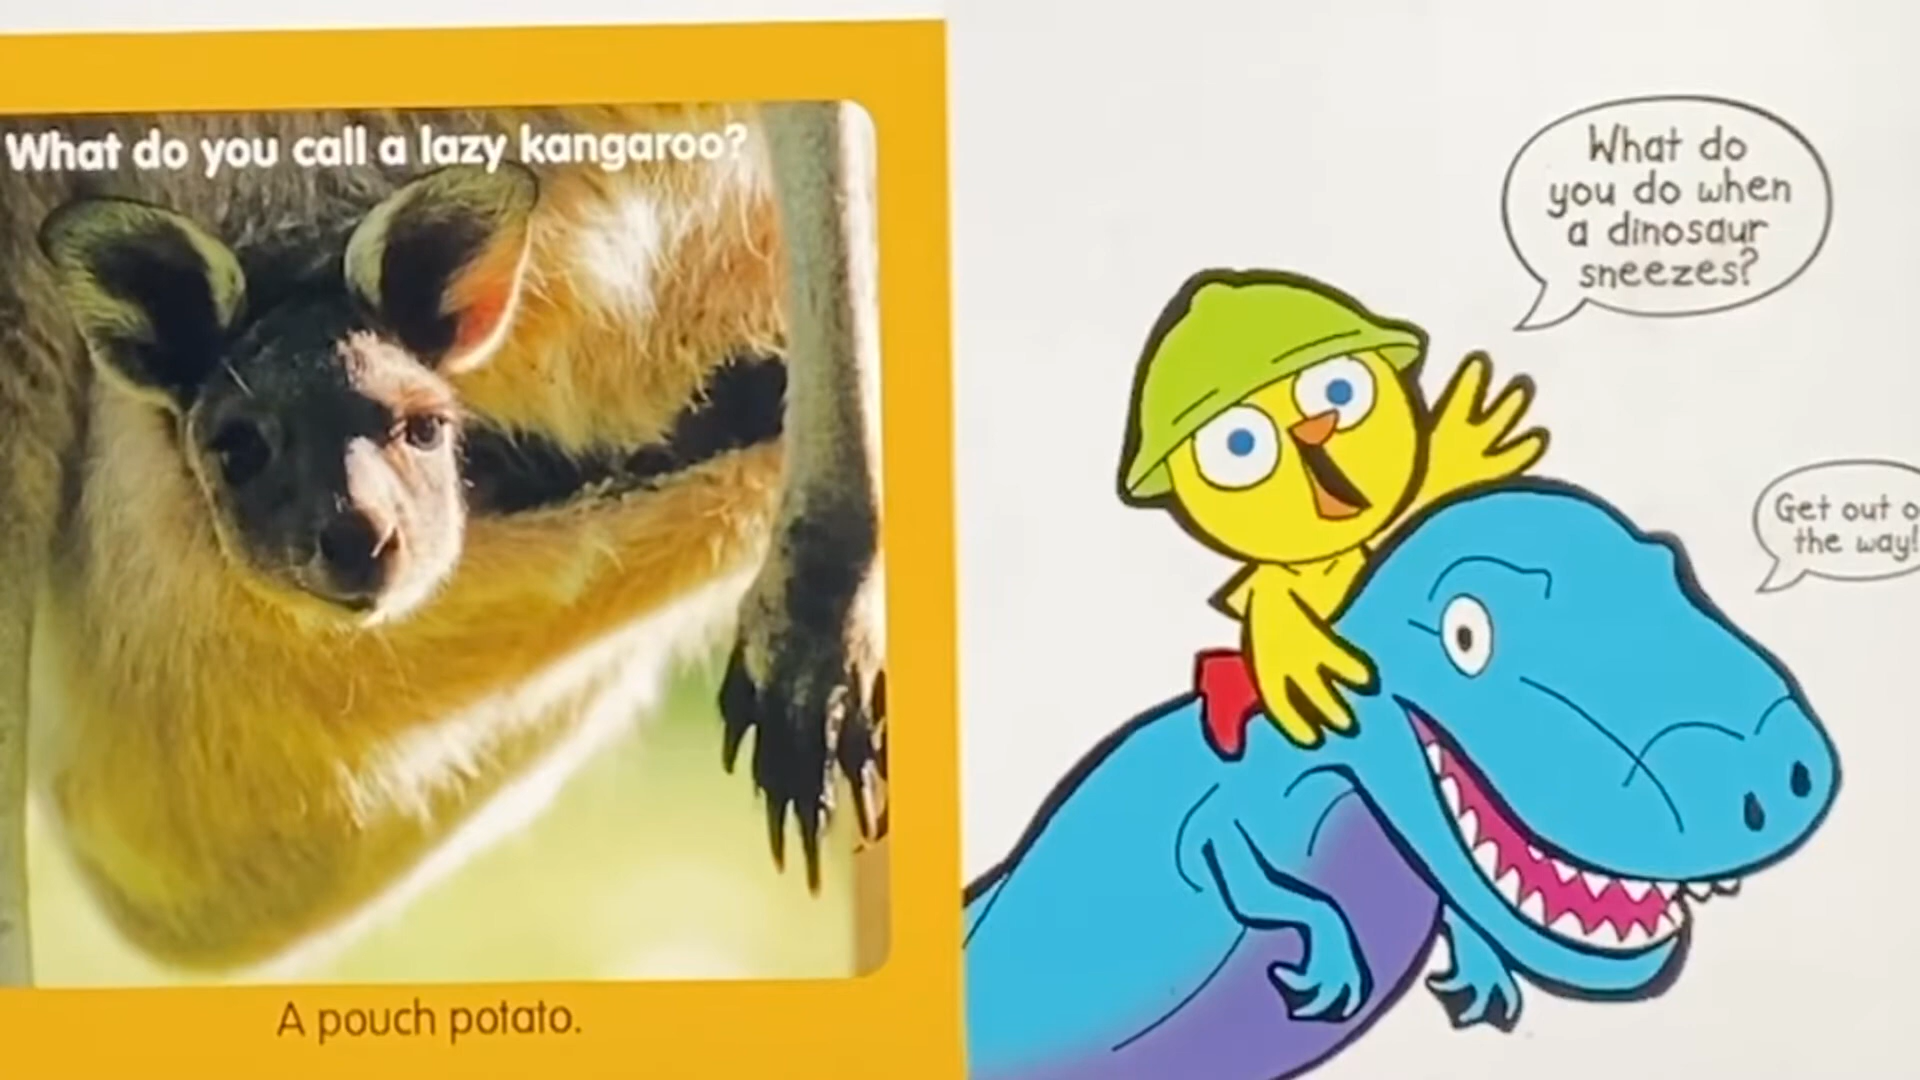 What do you call a lazy kangaroo?
A pouch potato.
What do
you do when
a dinosaur
sneezes?
Get out
the way!